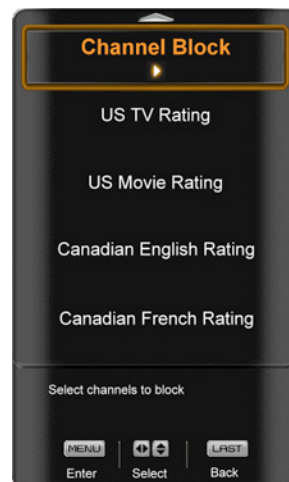 Channel Block
US TV Rating
US Movie Rating
Canadian English Rating
Canadian French Rating
Select channels to block
MENU LAST
Enter Select Back